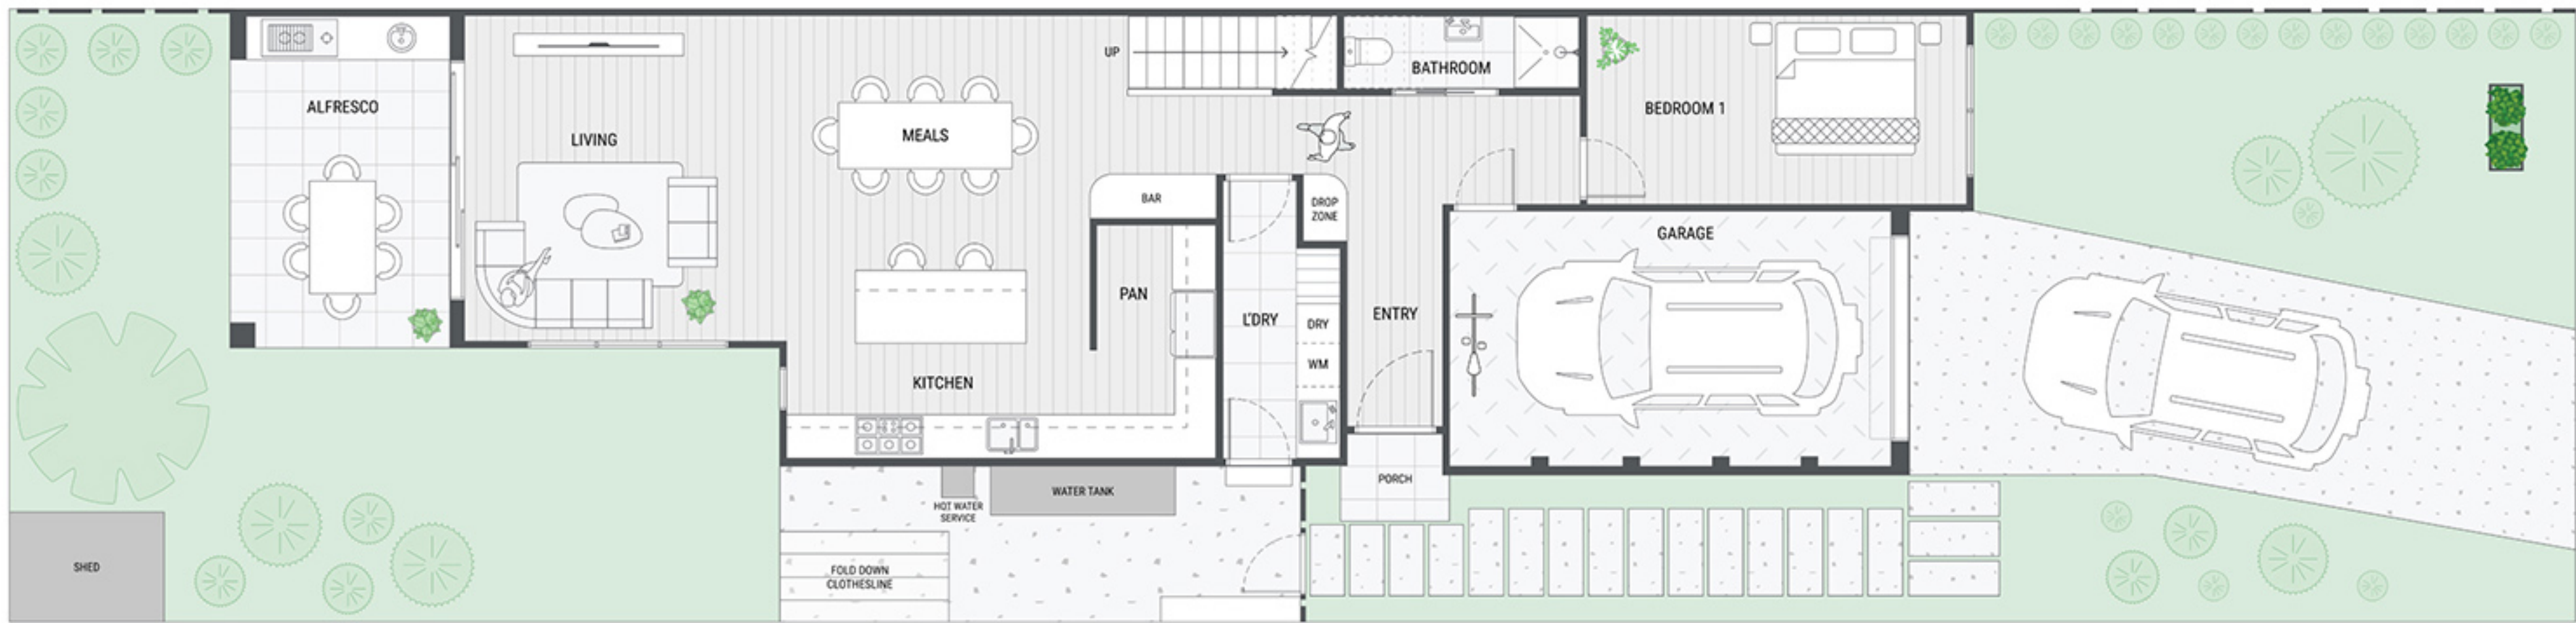 UP
BATHROOM
ALFRESCO
BEDROOM 1
LIVING
MEALS
BAR
DROP
ZONE
GARAGE
PAN
L'DRY
ENTRY
DRY
WM
KITCHEN
PORCH
WATER TANK
HOT WATER
SERVICE
SHED
FOLD DOWN
CLOTHESLINE